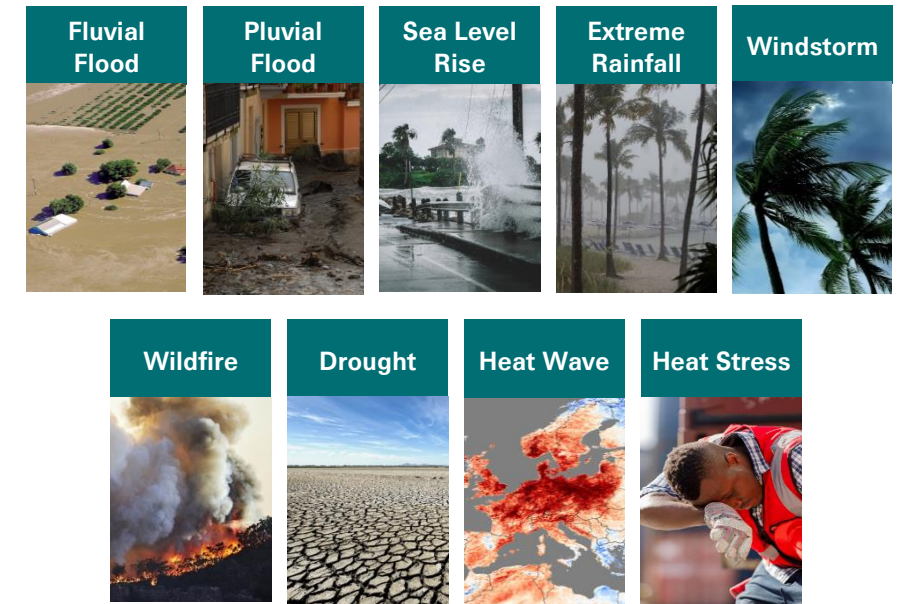 Fluvial
Flood
Pluvial
Flood
Sea Level
Rise
Extreme
Rainfall
Windstorm
Wildfire
Drought
Heat Wave
Heat Stress